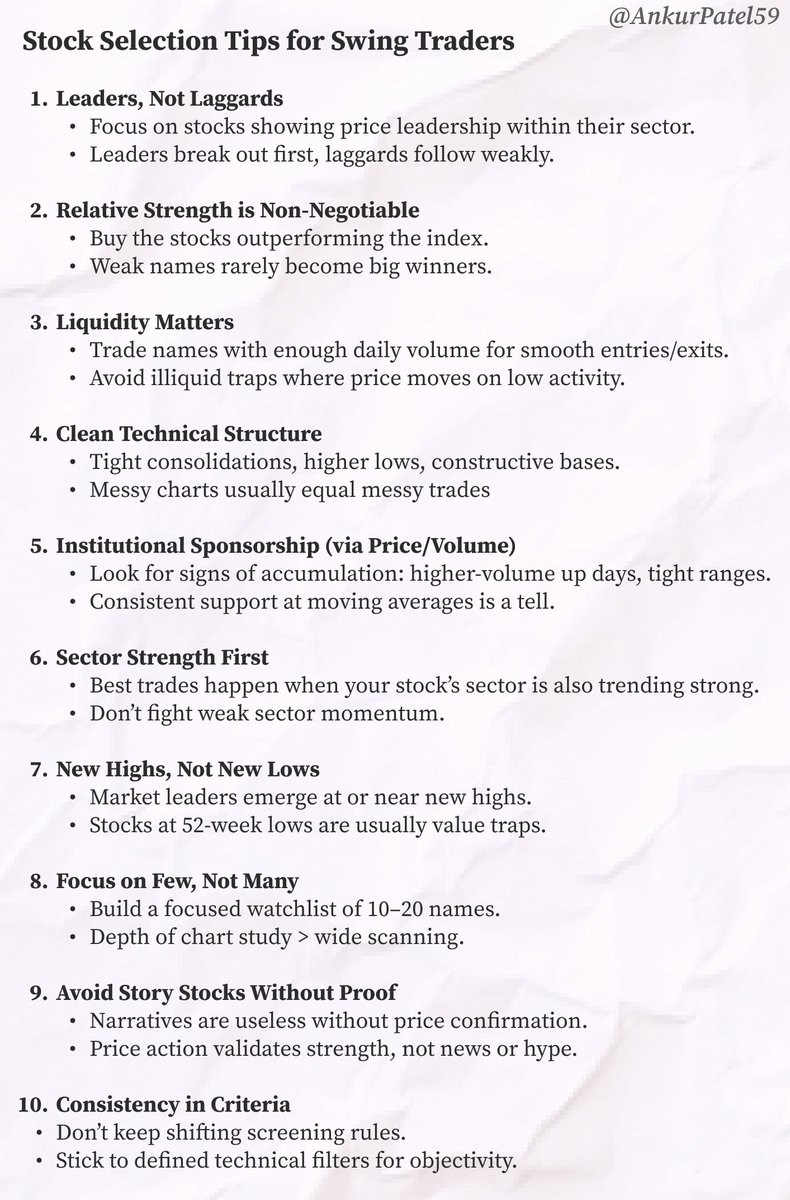 @AnkurPatel59
Stock Selection Tips for Swing Traders
1. Leaders, Not Laggards
• Focus on stocks showing price leadership within their sector.
• Leaders break out first, laggards follow weakly.
2. Relative Strength is Non-Negotiable
• Buy the stocks outperforming the index.
• Weak names rarely become big winners.
3. Liquidity Matters
• Trade names with enough daily volume for smooth entries/exits.
• Avoid illiquid traps where price moves on low activity.
4. Clean Technical Structure
• Tight consolidations, higher lows, constructive bases.
• Messy charts usually equal messy trades
5. Institutional Sponsorship (via Price/Volume)
• Look for signs of accumulation: higher-volume up days, tight ranges.
• Consistent support at moving averages is a tell.
6. Sector Strength First
• Best trades happen when your stock’s sector is also trending strong.
• Don’t fight weak sector momentum.
7. New Highs, Not New Lows
• Market leaders emerge at or near new highs.
• Stocks at 52-week lows are usually value traps.
8. Focus on Few, Not Many
• Build a focused watchlist of 10–20 names.
• Depth of chart study > wide scanning.
9. Avoid Story Stocks Without Proof
• Narratives are useless without price confirmation.
• Price action validates strength, not news or hype.
10. Consistency in Criteria
• Don’t keep shifting screening rules.
• Stick to defined technical filters for objectivity.